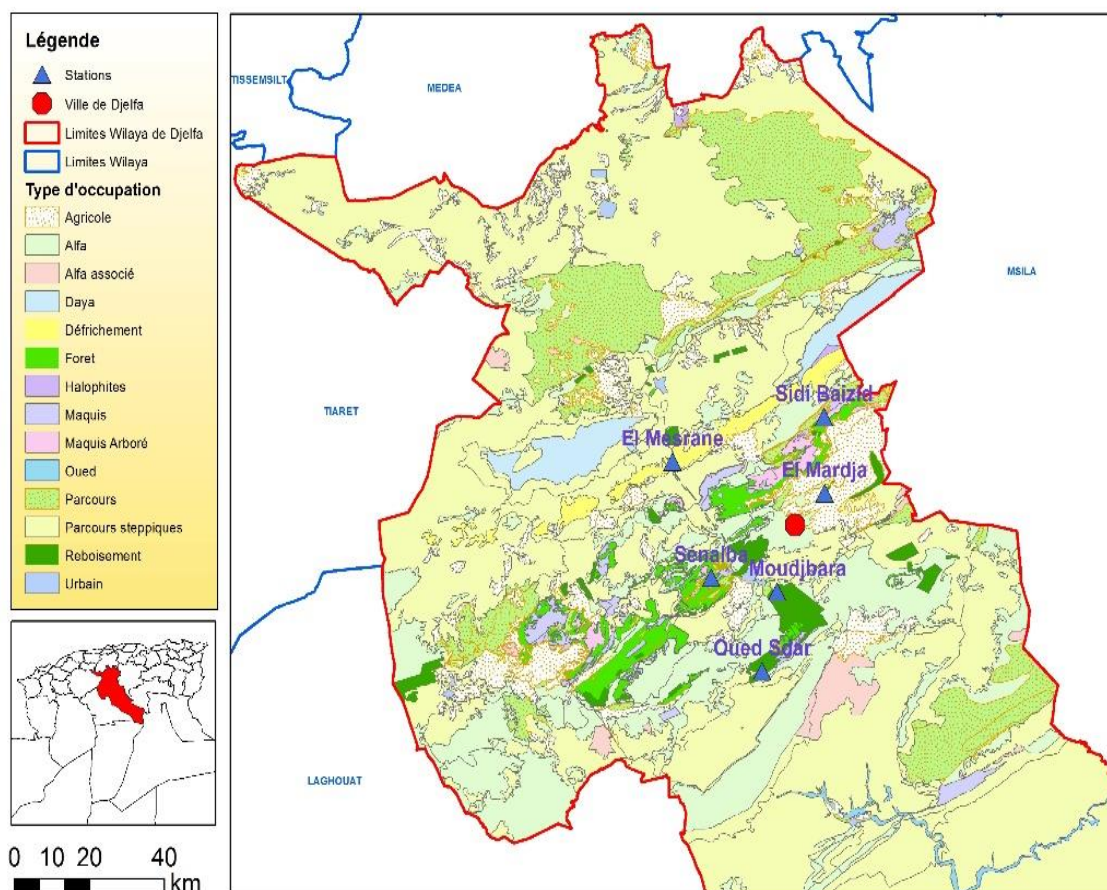 Légende
Stations
Ville de Djelfa
Limites Wilaya de Djelfa
Limites Wilaya
Type d'occupation
Agricole
Alfa
Alfa associé
Daya
Défrichement
Foret
Halophites
Maquis
Maquis Arboré
Oued
Parcours
Parcours steppiques
Reboisement
Urbain
0 10 20 40
km
TISSEMSILT
MEDEA
MSILA
TIARET
LAGHOUAT
Sidi Baizid
El Mesrane
El Mardja
Senalba
Moudjbara
Oued Sdar